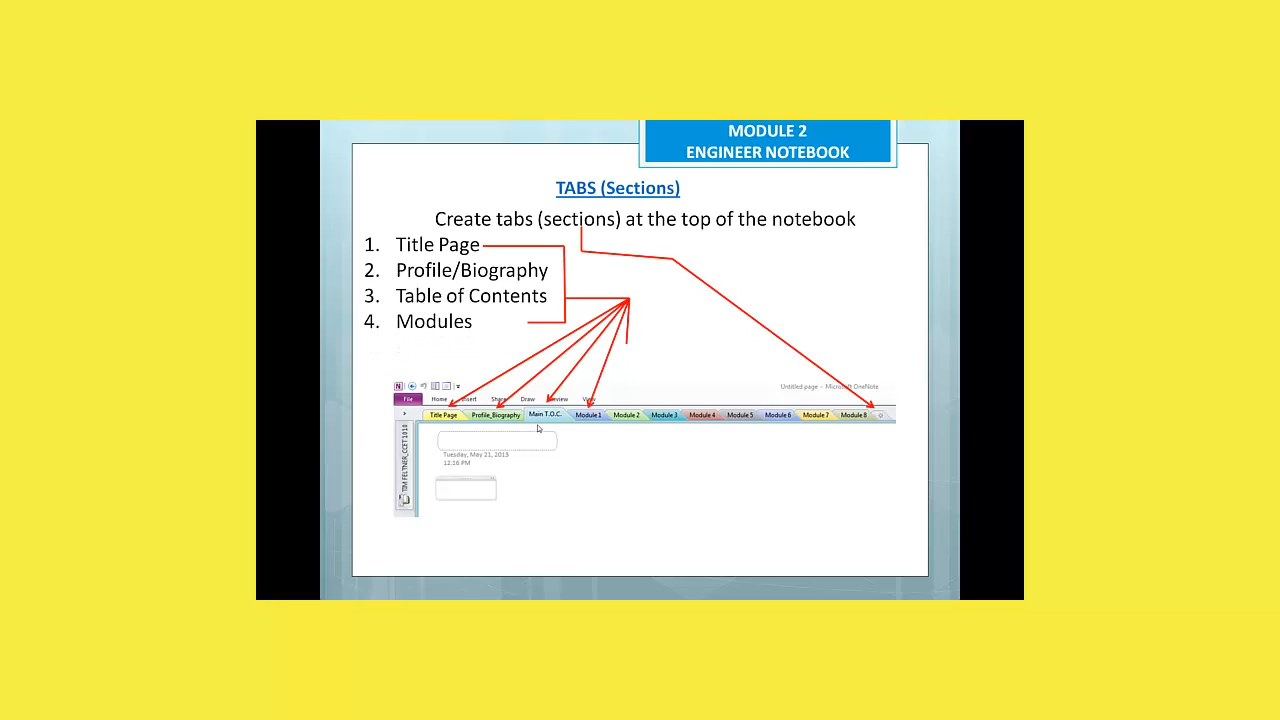 MODULE 2
ENGINEER NOTEBOOK
TABS (Sections)
Create tabs (sections) at the top of the notebook
1. Title Page
2. Profile/Biography
3. Table of Contents
4. Modules
Untitled page - Microsoft OneNote
File Home Insert Share Draw Review View
Title Page Profile_Biography Main T.O.C. Module 1 Module 2 Module 3 Module 4 Module 5 Module 6 Module 7 Module 8
TIM FELTNER_CCET 1010
Tuesday, May 21, 2013
12:16 PM